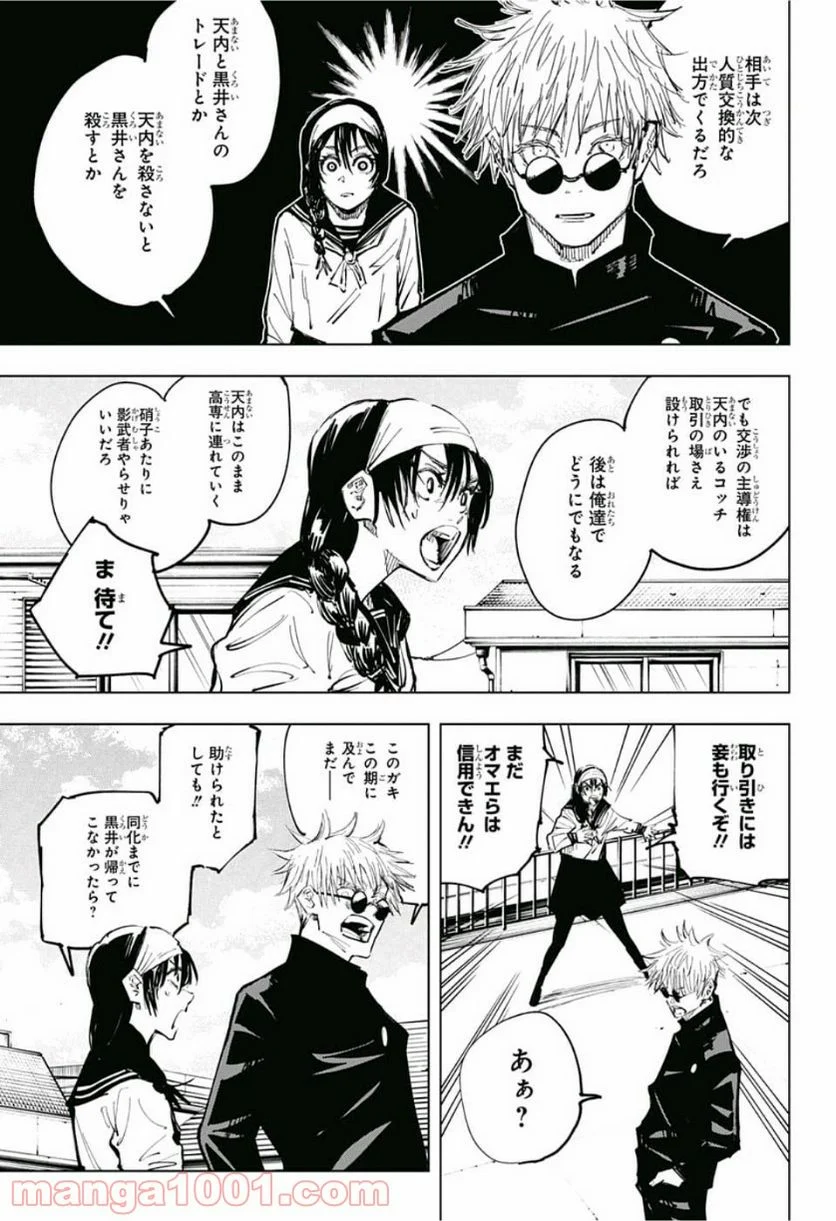 相手は次
人質交換的な
出方でくるだろ
天内と黒井さんの
トレードとか
天内を殺さないと
黒井さんを
殺すとか
でも交渉の主導権は
天内のいるコッチ
取引の場さえ
設けられれば
後は俺達で
どうにでもなる
天内はこのまま
高専に連れていく
硝子あたりに
影武者やらせりゃ
いいだろ
ま 待て!!
取り引きには
妾も行くぞ!!
まだ
オマエらは
信用できん!!
あぁ?
このガキ
この期に
及んで
まだ──
助けられたと
しても!!
同化までに
黒井が帰って
こなかったら?
manga1001.com